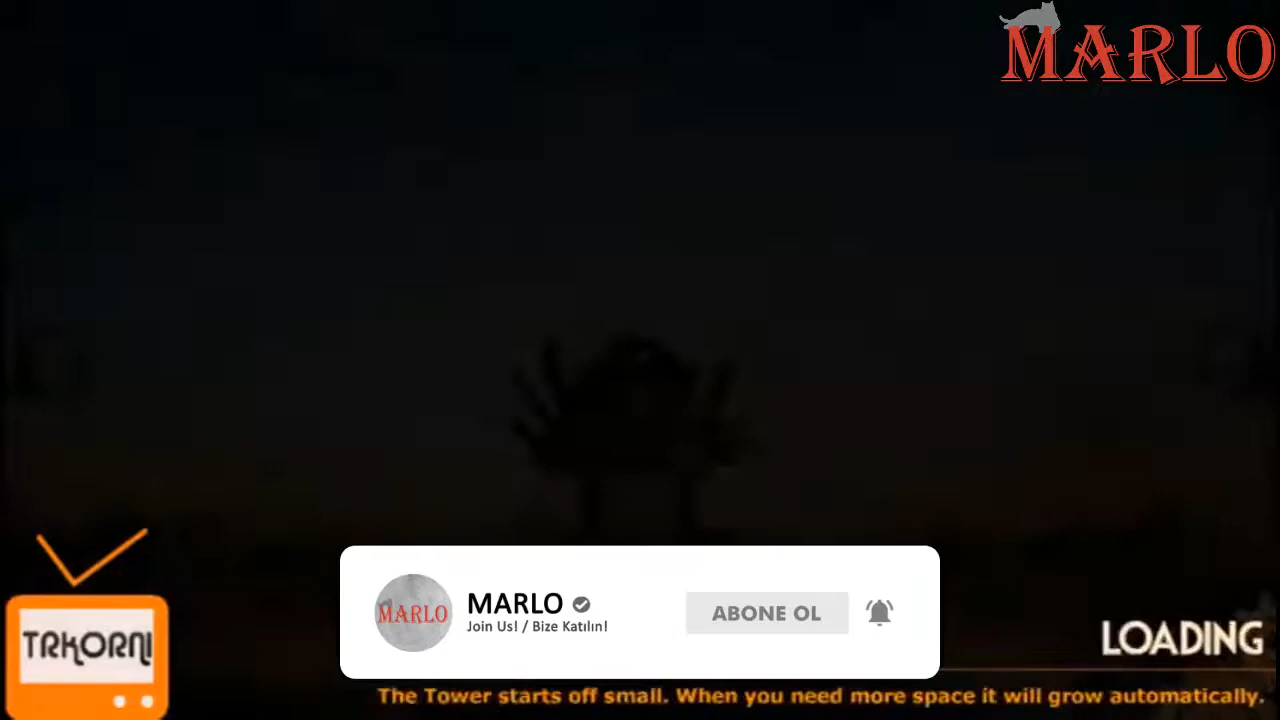 MARLO
MARLO
MARLO
Join Us! / Bize Katılın!
ABONE OL
TRKORNI
LOADING
The Tower starts off small. When you need more space it will grow automatically.